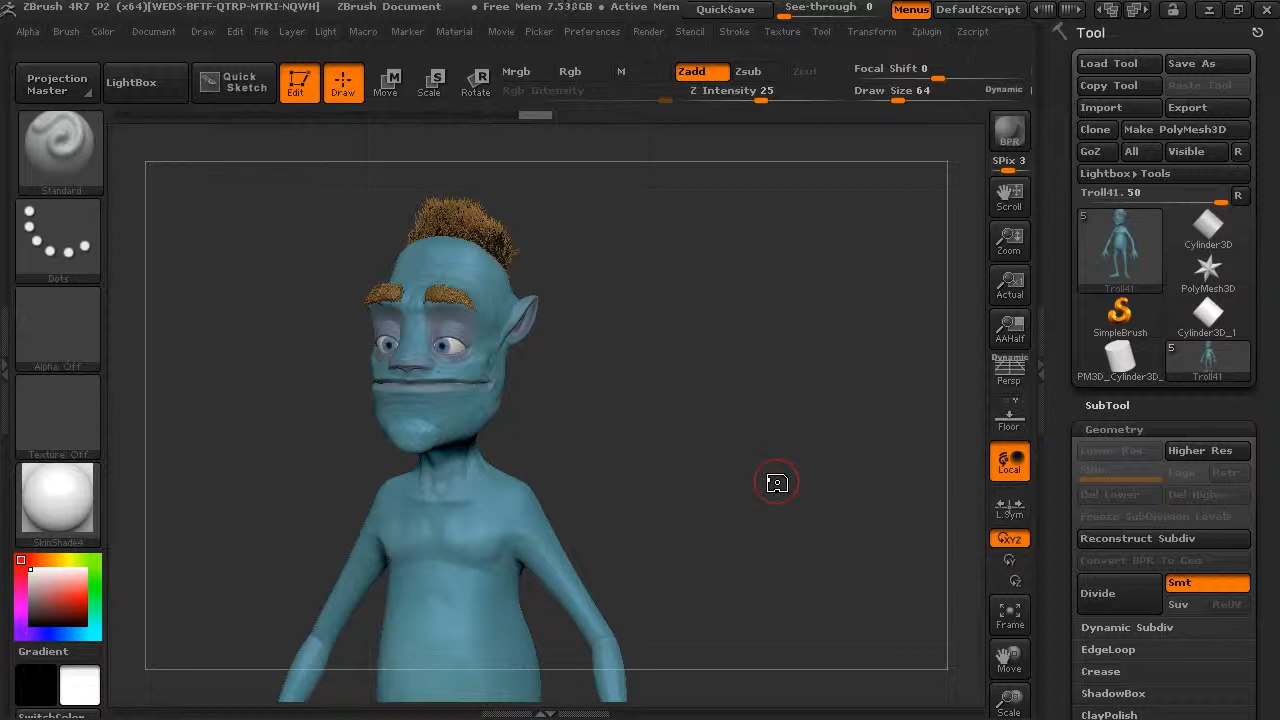 ZBrush 4R7 P2 (x64)[WEDS-BFTF-QTRP-MTRI-NQWH] ZBrush Document • Free Mem 7.538GB • Active Mem QuickSave See-through 0 Menus DefaultZScript
Alpha Brush Color Document Draw Edit File Layer Light Macro Marker Material Movie Picker Preferences Render Stencil Stroke Texture Tool Transform Zplugin Zscript
Projection Master
LightBox
Quick Sketch
Edit
Draw
Move
Scale
Rotate
Mrgb Rgb M
Rgb Intensity
Zadd Zsub Zcut
Z Intensity 25
Focal Shift 0
Draw Size 64
Dynamic
Standard
Dots
Alpha Off
Texture Off
SkinShade4
Gradient
SwitchColor
BPR
SPix 3
Scroll
Zoom
Actual
AAHalf
Dynamic
Persp
Floor
Local
L.Sym
XYZ
Frame
Move
Scale
Tool
Load Tool Save As
Copy Tool Paste Tool
Import Export
Clone Make PolyMesh3D
GoZ All Visible R
Lightbox▸Tools
Troll41. 50 R
5
Troll41
Cylinder3D
PolyMesh3D
SimpleBrush
Cylinder3D_1
PM3D_Cylinder3D_
5
Troll41
SubTool
Geometry
Lower Res Higher Res
Cage Rstr
Del Lower Del Higher
Freeze SubDivision Levels
Reconstruct Subdiv
Convert BPR To Geo
Divide
Smt
Suv ReUV
Dynamic Subdiv
EdgeLoop
Crease
ShadowBox
ClayPolish